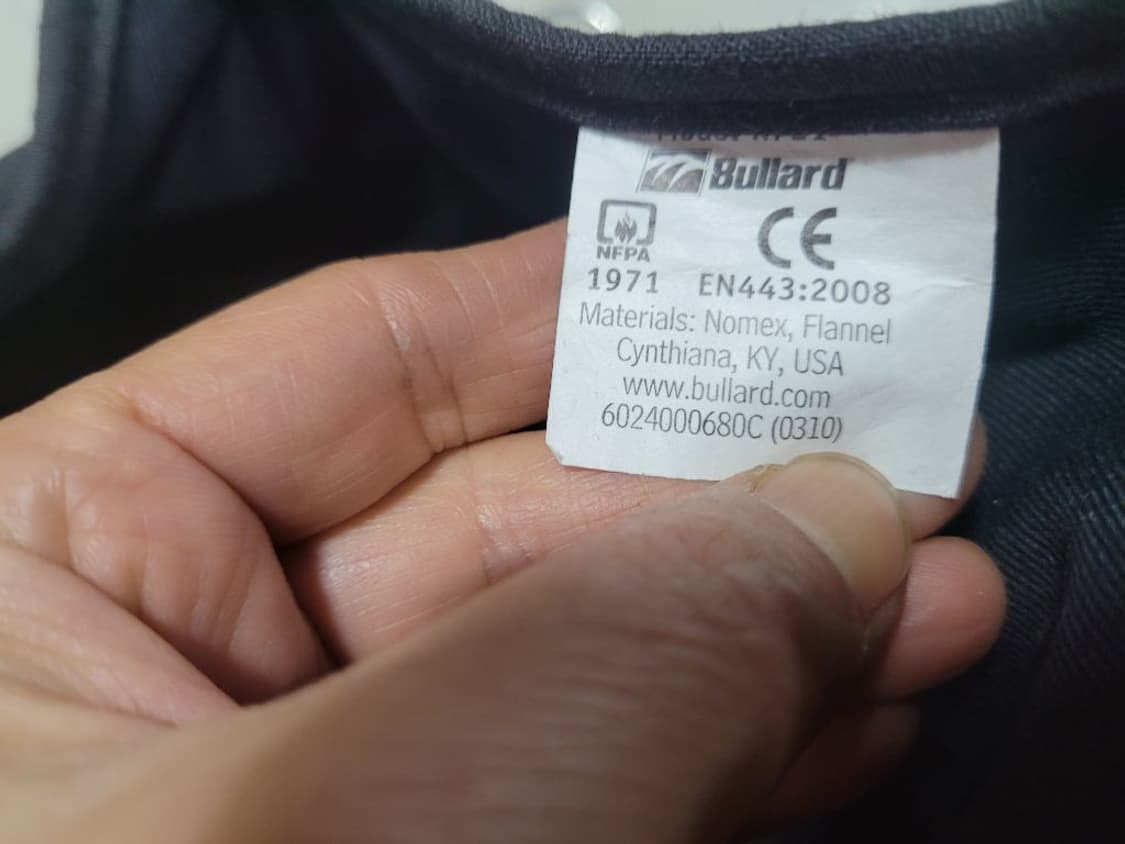 Bullard
NFPA CE
1971 EN443:2008
Materials: Nomex, Flannel
Cynthiana, KY, USA
www.bullard.com
6024000680C (0310)